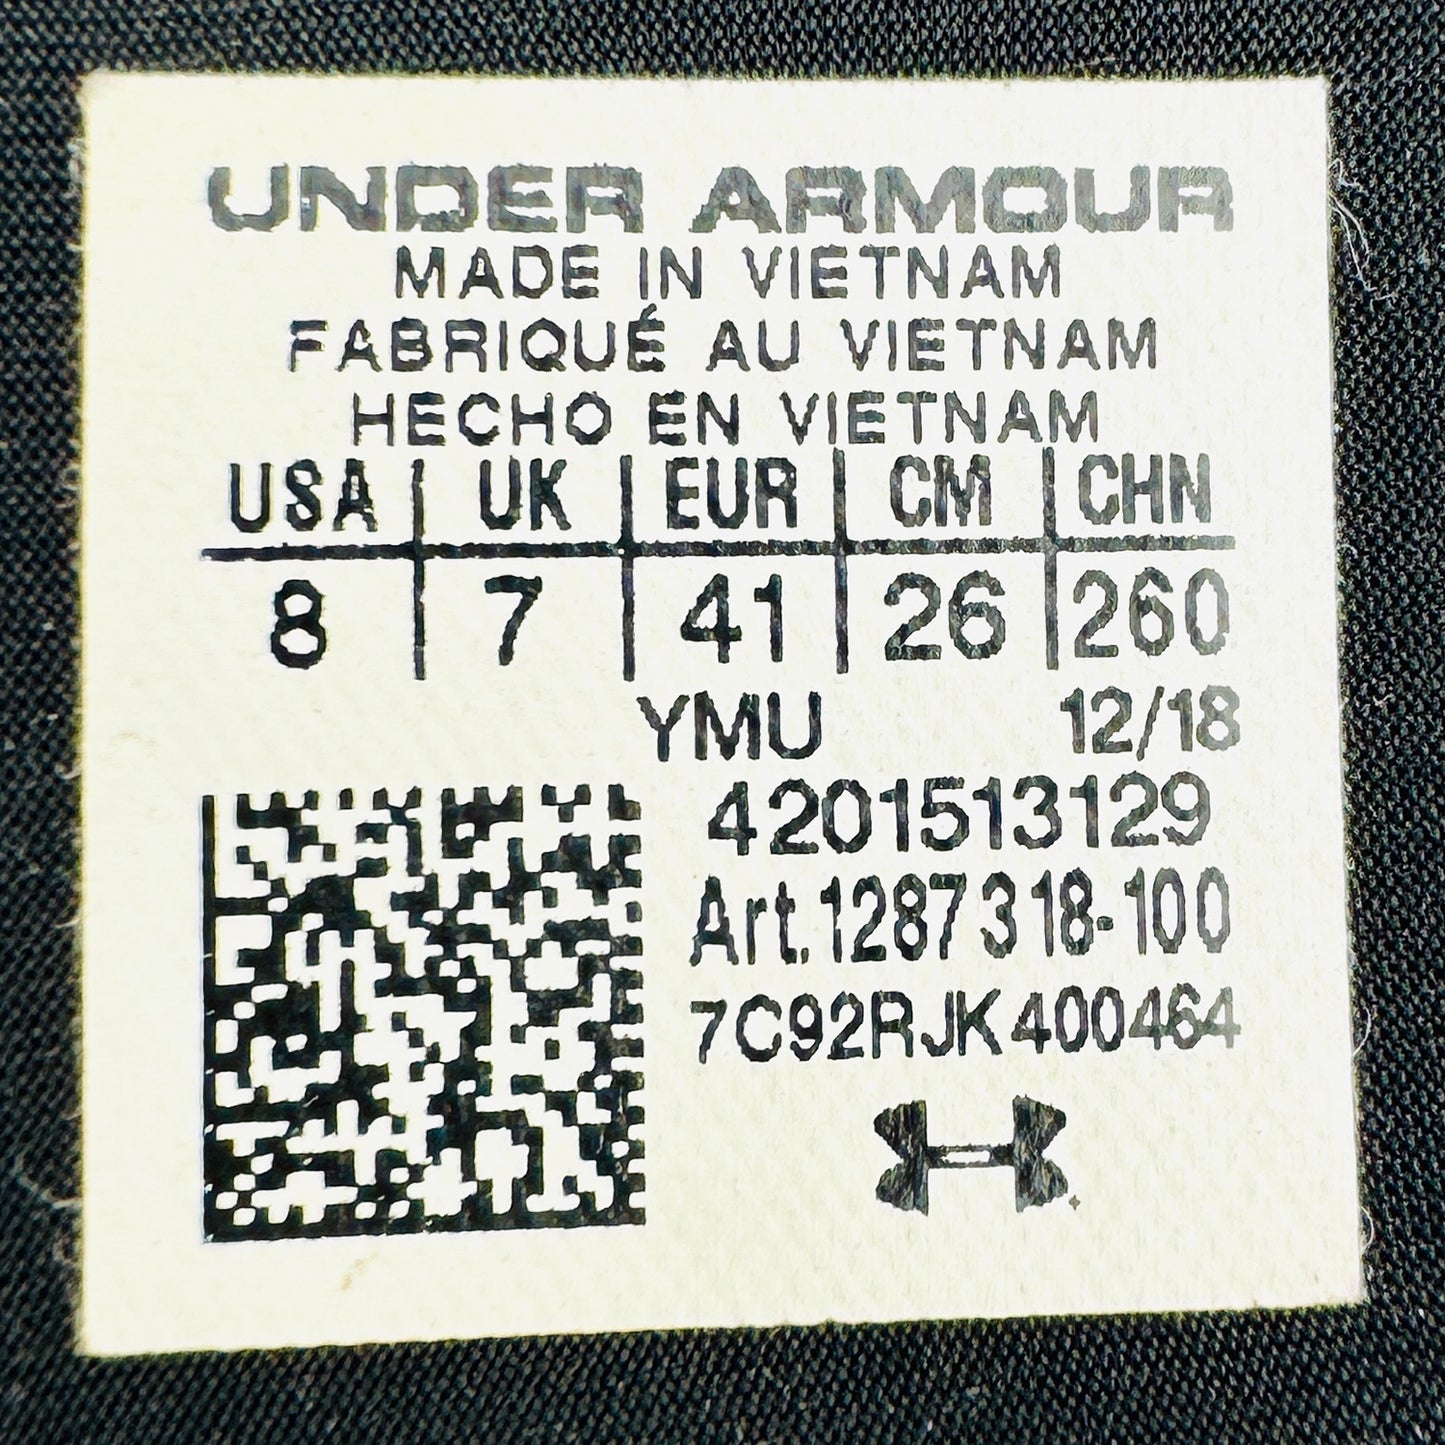 UNDER ARMOUR
MADE IN VIETNAM
FABRIQUÉ AU VIETNAM
HECHO EN VIETNAM
USA UK EUR CM CHN
8 7 41 26 260
YMU 12/18
4201513129
Art.1287318-100
7C92RJK400464